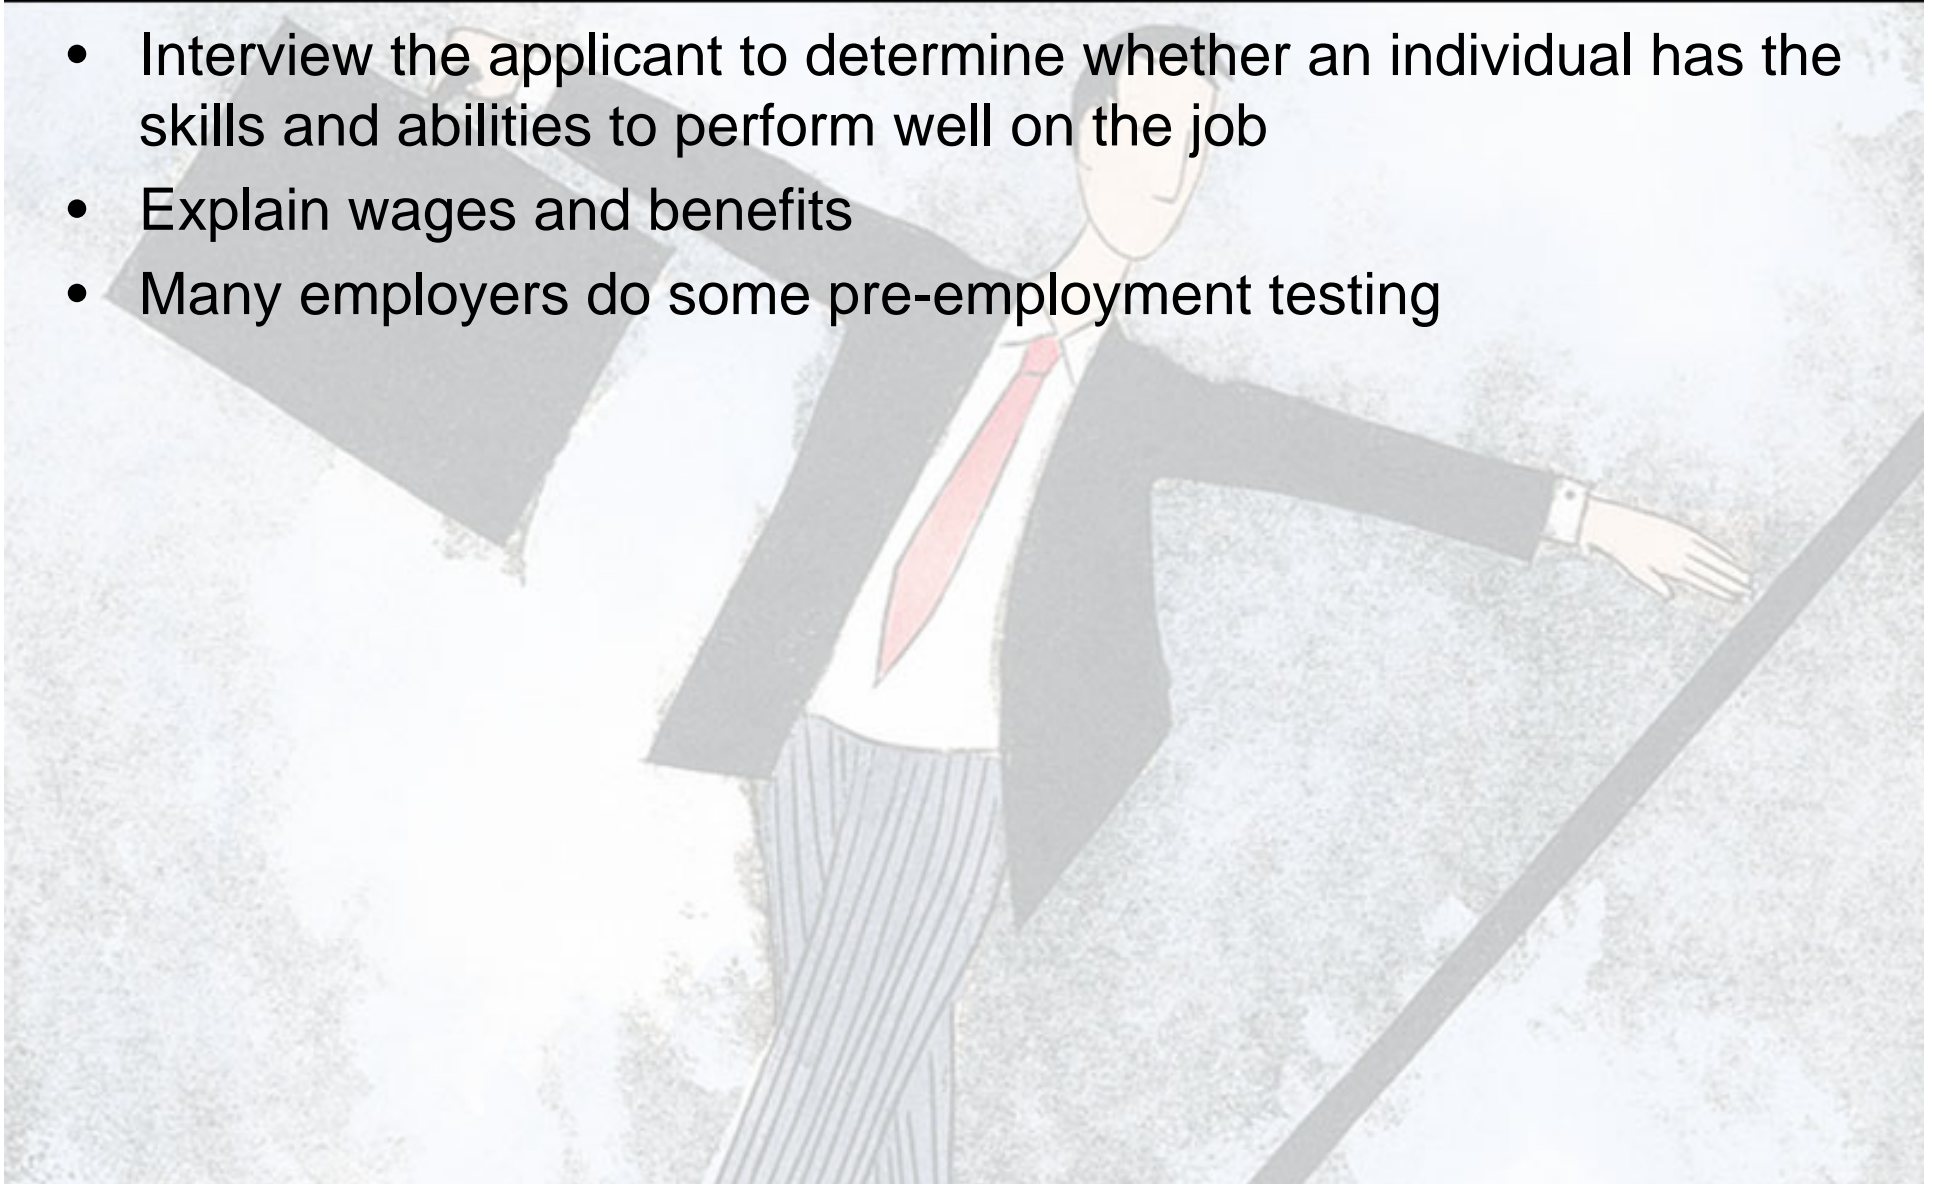 • Interview the applicant to determine whether an individual has the
skills and abilities to perform well on the job
• Explain wages and benefits
• Many employers do some pre-employment testing